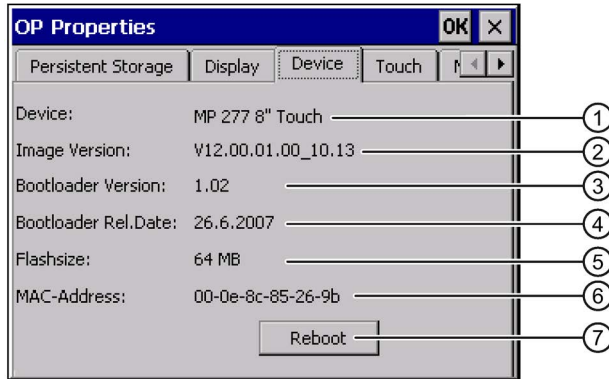 OP Properties OK ×
Persistent Storage Display Device Touch
Device: MP 277 8" Touch 1
Image Version: V12.00.01.00_10.13 2
Bootloader Version: 1.02 3
Bootloader Rel.Date: 26.6.2007 4
Flashsize: 64 MB 5
MAC-Address: 00-0e-8c-85-26-9b 6
Reboot 7